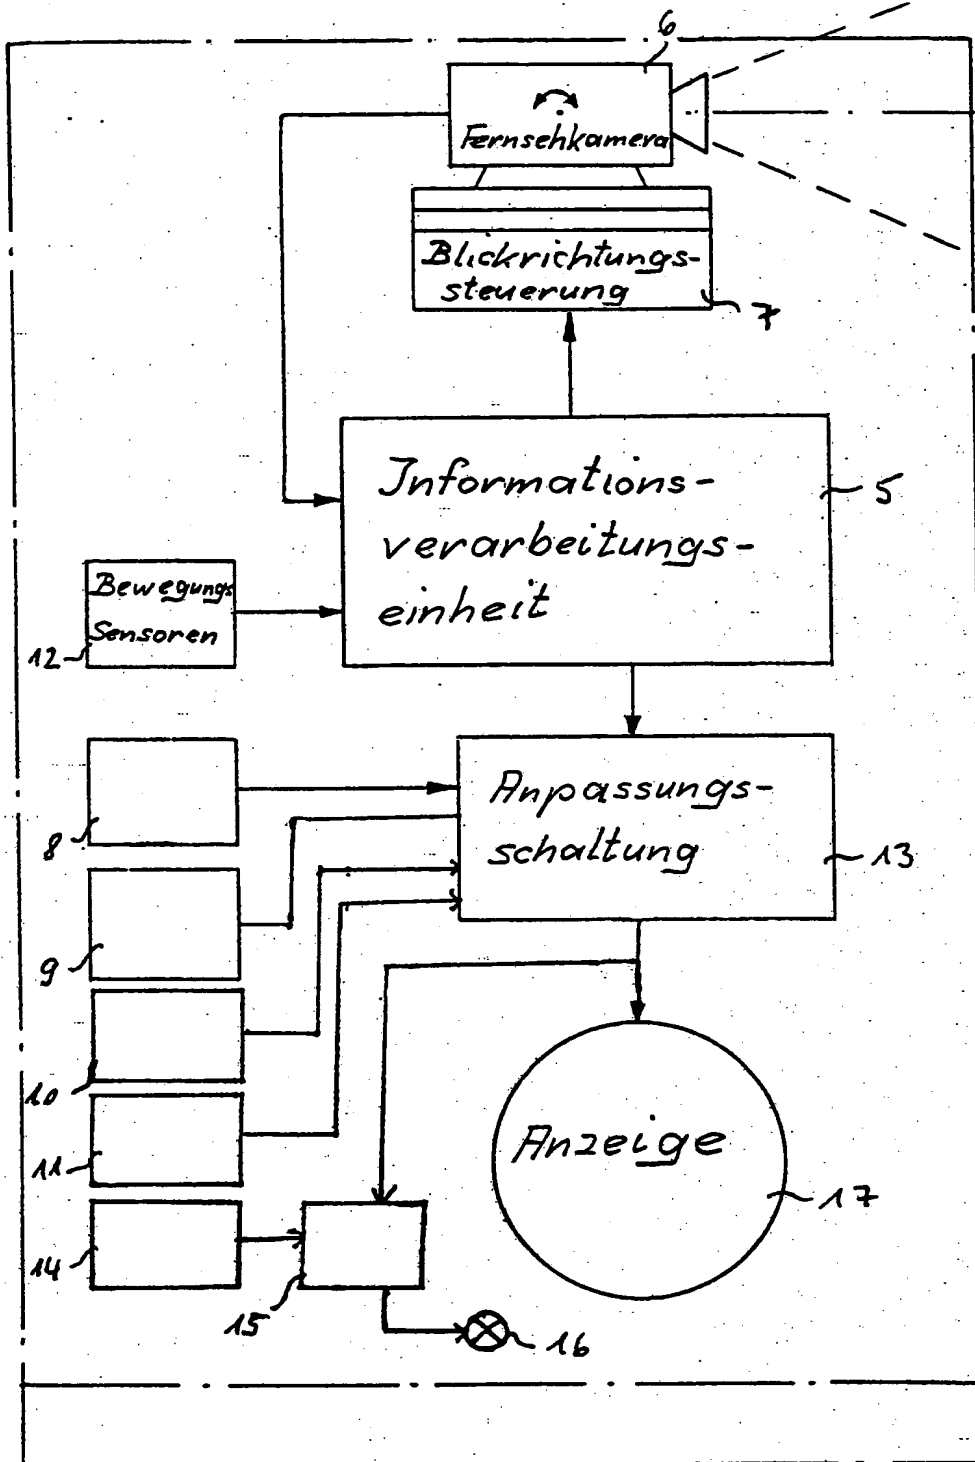 6
Fernsehkamera
Blickrichtungs-
steuerung
7
Informations-
verarbeitungs-
einheit
5
Bewegungs
Sensoren
12
Anpassungs-
schaltung
13
8
9
10
11
Anzeige
17
14
15
16